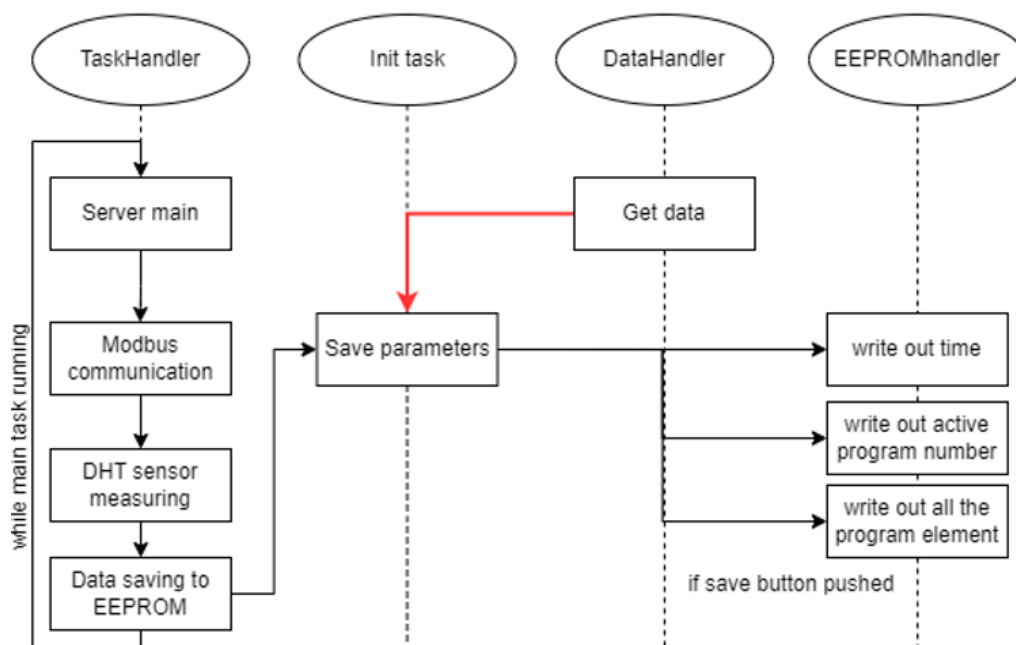 TaskHandler
Init task
DataHandler
EEPROMhandler
Server main
Get data
Modbus
communication
Save parameters
write out time
write out active
program number
DHT sensor
measuring
write out all the
program element
Data saving to
EEPROM
if save button pushed
while main task running